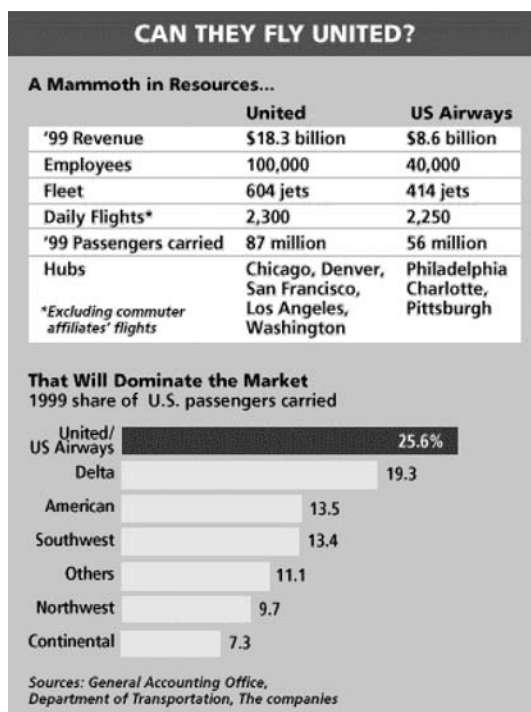 CAN THEY FLY UNITED?
A Mammoth in Resources...
United US Airways
'99 Revenue $18.3 billion $8.6 billion
Employees 100,000 40,000
Fleet 604 jets 414 jets
Daily Flights* 2,300 2,250
'99 Passengers carried 87 million 56 million
Hubs Chicago, Denver, Philadelphia
San Francisco, Charlotte,
*Excluding commuter Los Angeles, Pittsburgh
affiliates' flights Washington
That Will Dominate the Market
1999 share of U.S. passengers carried
United/
US Airways 25.6%
Delta 19.3
American 13.5
Southwest 13.4
Others 11.1
Northwest 9.7
Continental 7.3
Sources: General Accounting Office,
Department of Transportation, The companies